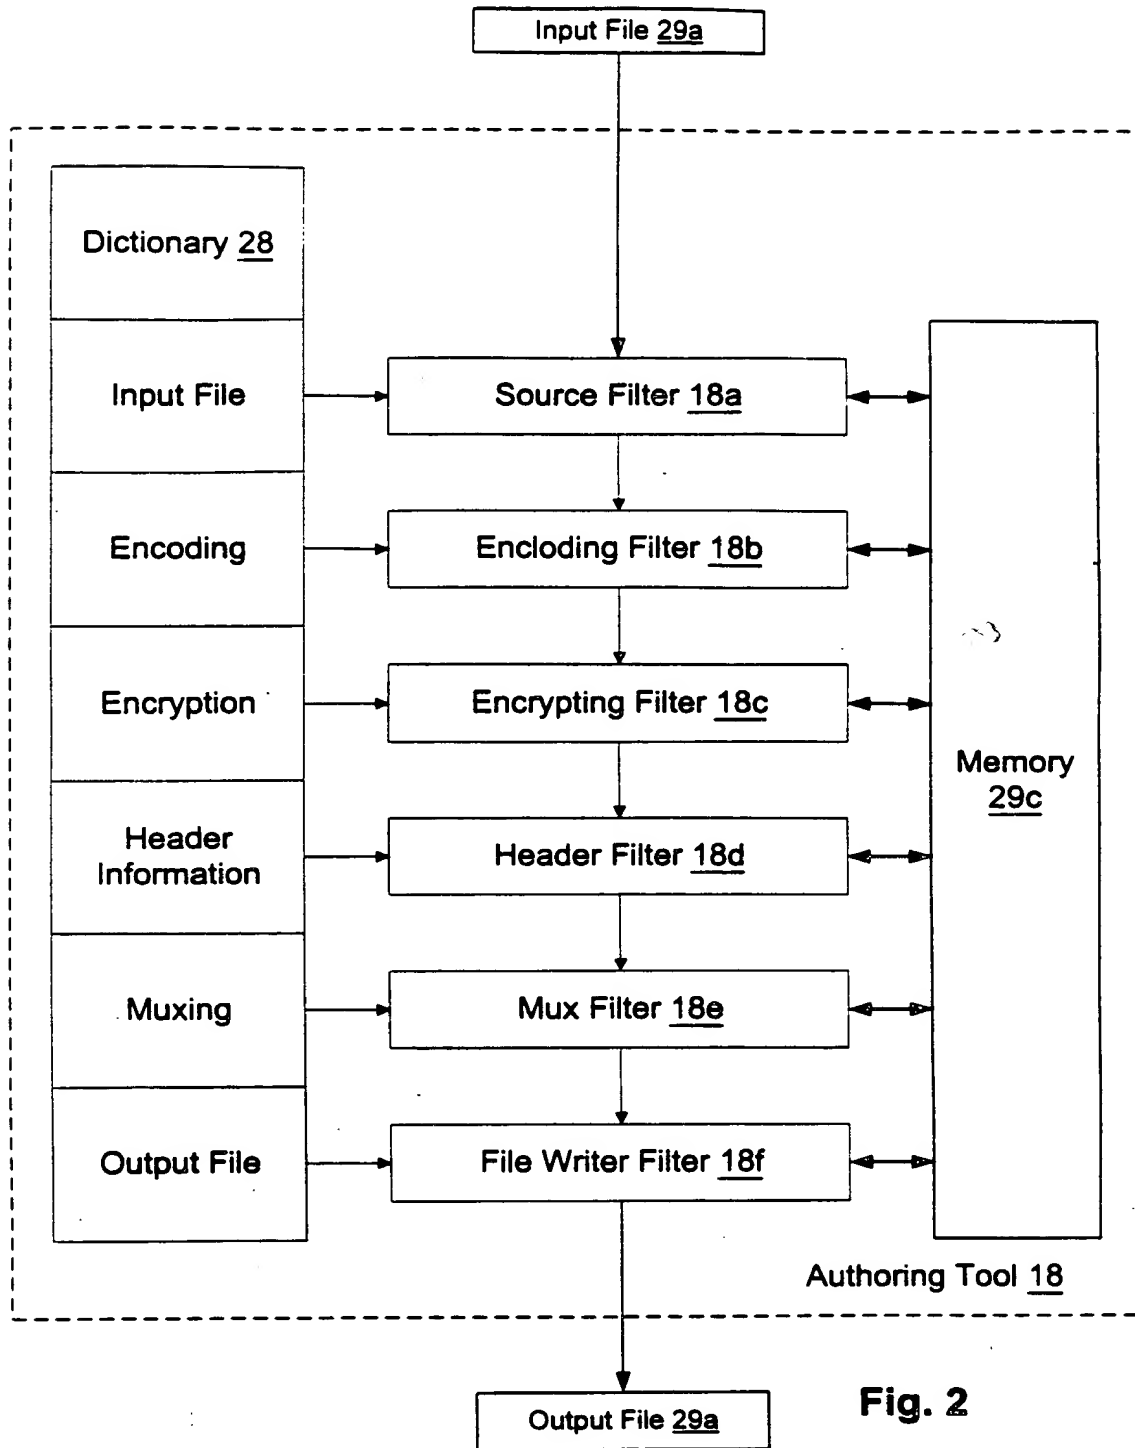 Input File 29a
Dictionary 28
Input File
Source Filter 18a
Encoding
Encloding Filter 18b
Encryption
Encrypting Filter 18c
Memory
29c
Header
Information
Header Filter 18d
Muxing
Mux Filter 18e
Output File
File Writer Filter 18f
Authoring Tool 18
Output File 29a
Fig. 2